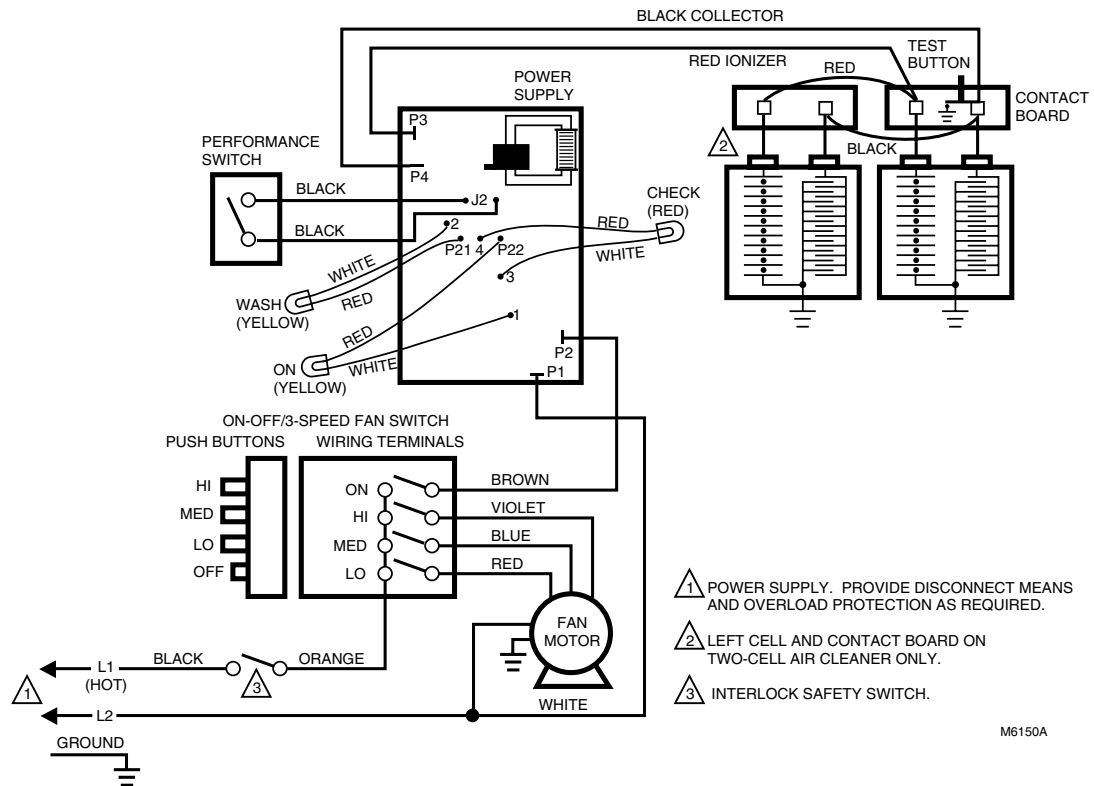 BLACK COLLECTOR
RED IONIZER
RED
TEST
BUTTON
POWER
SUPPLY
CONTACT
BOARD
P3
PERFORMANCE
SWITCH
2
BLACK
P4
BLACK
J2
CHECK
(RED)
2
RED
BLACK
P21
4
P22
WHITE
WHITE
3
WASH
(YELLOW)
RED
1
RED
P2
ON
(YELLOW)
WHITE
P1
ON-OFF/3-SPEED FAN SWITCH
PUSH BUTTONS
WIRING TERMINALS
HI
ON
BROWN
MED
HI
VIOLET
LO
MED
BLUE
OFF
LO
RED
1 POWER SUPPLY. PROVIDE DISCONNECT MEANS
AND OVERLOAD PROTECTION AS REQUIRED.
FAN
MOTOR
2 LEFT CELL AND CONTACT BOARD ON
TWO-CELL AIR CLEANER ONLY.
L1
(HOT)
BLACK
ORANGE
3
1
3 INTERLOCK SAFETY SWITCH.
WHITE
L2
M6150A
GROUND